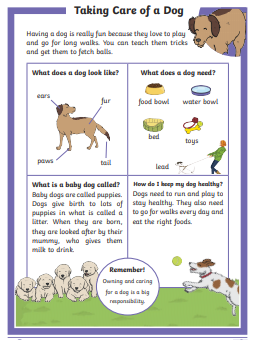 Taking Care of a Dog
Having a dog is really fun because they love to play
and go for long walks. You can teach them tricks
and get them to fetch balls.
What does a dog look like?
ears
fur
paws
tail
What does a dog need?
food bowl
water bowl
bed
toys
lead
What is a baby dog called?
Baby dogs are called puppies.
Dogs give birth to lots of
puppies in what is called a
litter. When they are born,
they are looked after by their
mummy, who gives them
milk to drink.
How do I keep my dog healthy?
Dogs need to run and play to
stay healthy. They also need
to go for walks every day and
eat the right foods.
Remember!
Owning and caring
for a dog is a big
responsibility.